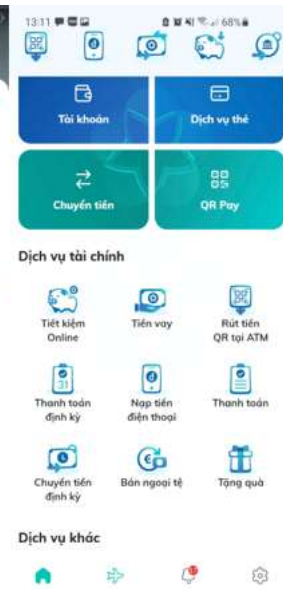 13:11
68%
Tài khoản
Dịch vụ thẻ
Chuyển tiền
QR Pay
Dịch vụ tài chính
Tiết kiệm
Online
Tiền vay
Rút tiền
QR tại ATM
Thanh toán
định kỳ
Nạp tiền
điện thoại
Thanh toán
Chuyển tiền
định kỳ
Bán ngoại tệ
Tặng quà
Dịch vụ khác